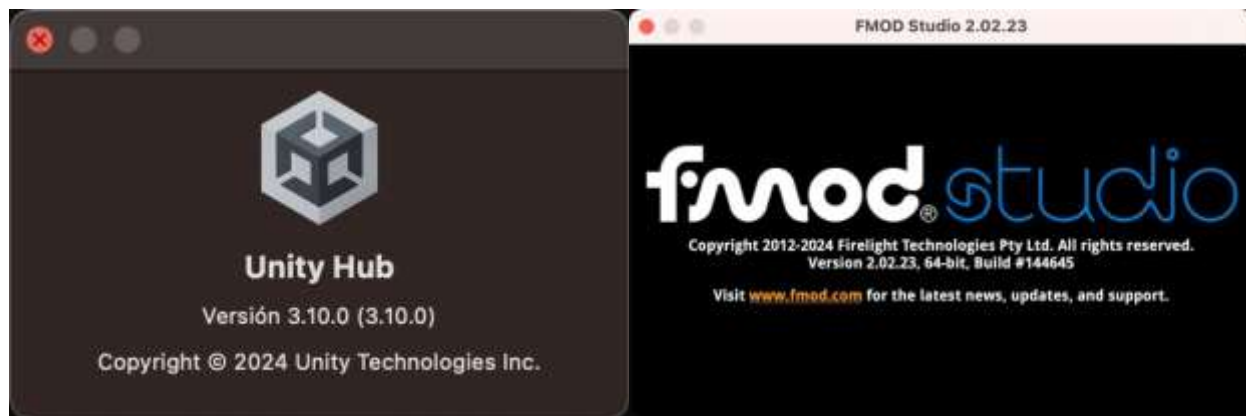 Unity Hub
Versión 3.10.0 (3.10.0)
Copyright © 2024 Unity Technologies Inc.
FMOD Studio 2.02.23
fmod® studio
Copyright 2012-2024 Firelight Technologies Pty Ltd. All rights reserved.
Version 2.02.23, 64-bit, Build #144645
Visit www.fmod.com for the latest news, updates, and support.